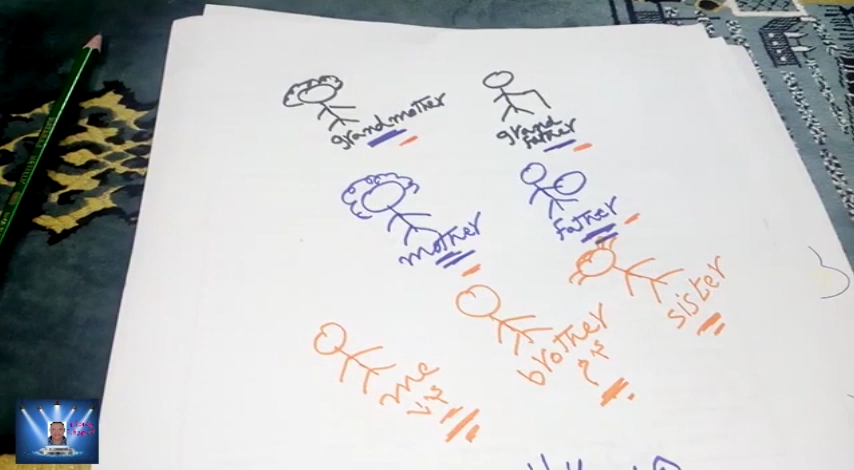 grandmother
grand
father
mother
father
sister
brother
me